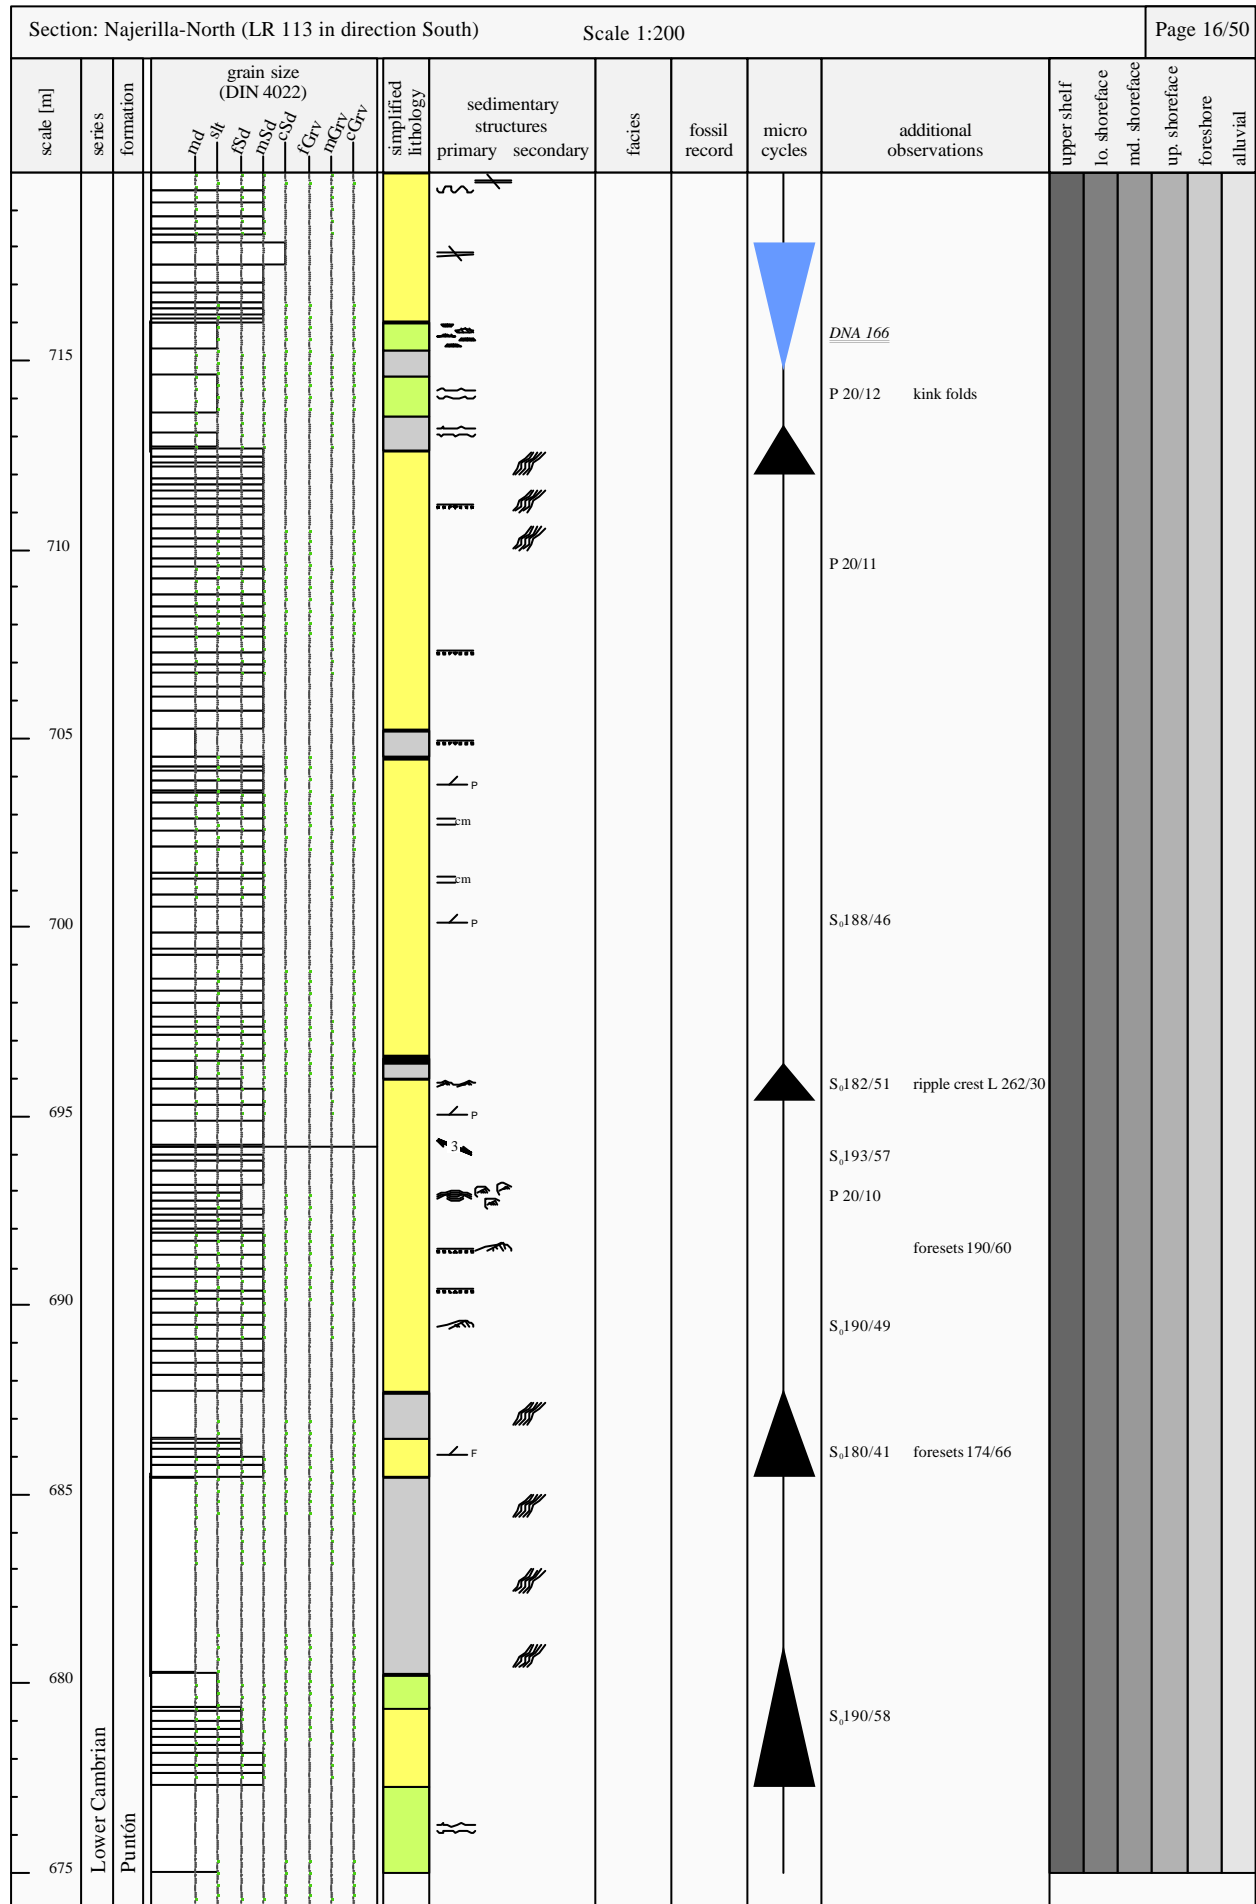 Section: Najerilla-North (LR 113 in direction South) Scale 1:200 Page 16/50
scale [m]
series
formation
grain size
(DIN 4022)
md
slt
fSd
mSd
cSd
fGrv
mGrv
cGrv
simplified
lithology
sedimentary
structures
primary secondary
facies
fossil
record
micro
cycles
additional
observations
upper shelf
lo. shoreface
md. shoreface
up. shoreface
foreshore
alluvial
DNA 166
715
P 20/12 kink folds
710
P 20/11
705
P
cm
cm
700
P
S₀188/46
S₀182/51 ripple crest L 262/30
695
P
3
S₀193/57
P 20/10
foresets 190/60
690
S₀190/49
F
S₀180/41 foresets 174/66
685
680
S₀190/58
675
Lower Cambrian
Puntón